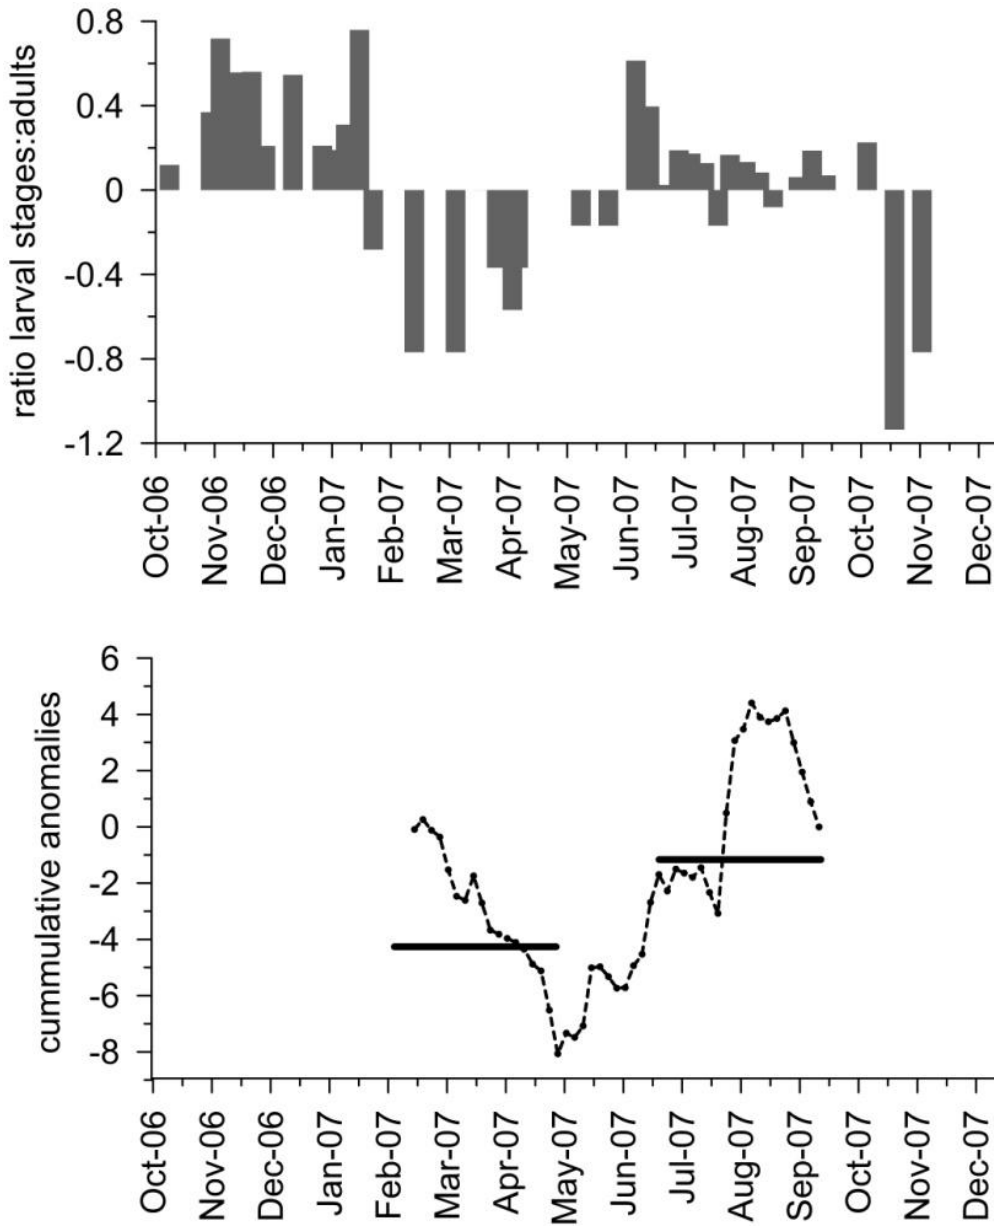 ratio larval stages:adults
0.8
0.4
0
-0.4
-0.8
-1.2
Oct-06
Nov-06
Dec-06
Jan-07
Feb-07
Mar-07
Apr-07
May-07
Jun-07
Jul-07
Aug-07
Sep-07
Oct-07
Nov-07
Dec-07
cummulative anomalies
6
4
2
0
-2
-4
-6
-8
Oct-06
Nov-06
Dec-06
Jan-07
Feb-07
Mar-07
Apr-07
May-07
Jun-07
Jul-07
Aug-07
Sep-07
Oct-07
Nov-07
Dec-07